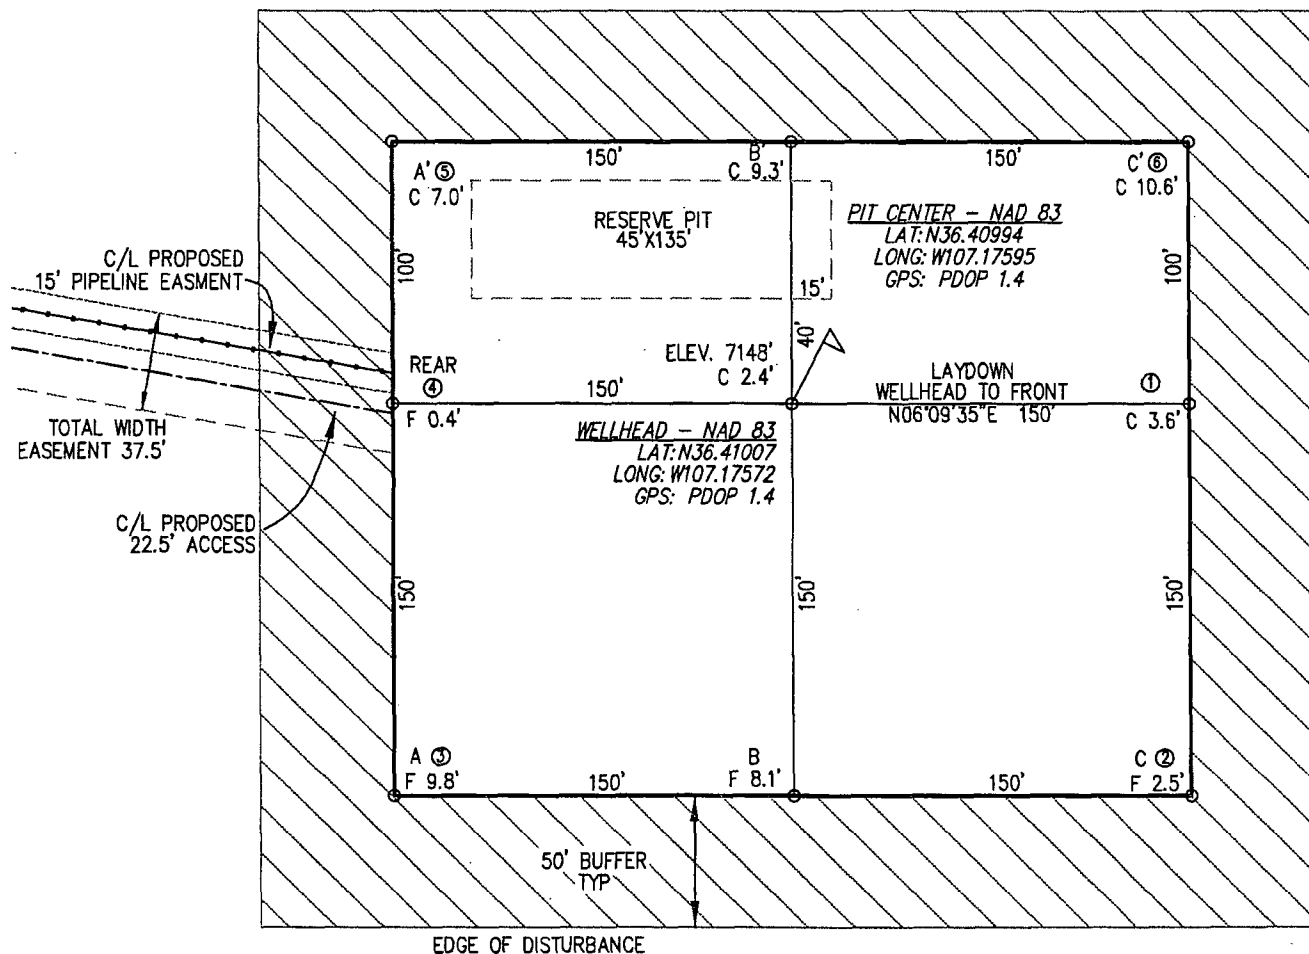 150'
B'
150'
A' ⑤
C 9.3'
C' ⑥
C 7.0'
C 10.6'
RESERVE PIT
45'X135'
PIT CENTER – NAD 83
LAT: N36.40994
LONG: W107.17595
GPS: PDOP 1.4
C/L PROPOSED
15' PIPELINE EASMENT
100'
100'
15'
40'
ELEV. 7148'
C 2.4'
REAR
④
F 0.4'
150'
LAYDOWN
WELLHEAD TO FRONT
N06°09'35"E 150'
①
C 3.6'
TOTAL WIDTH
EASEMENT 37.5'
WELLHEAD – NAD 83
LAT: N36.41007
LONG: W107.17572
GPS: PDOP 1.4
C/L PROPOSED
22.5' ACCESS
150'
150'
150'
A ③
F 9.8'
150'
B
F 8.1'
150'
C ②
F 2.5'
50' BUFFER
TYP
EDGE OF DISTURBANCE